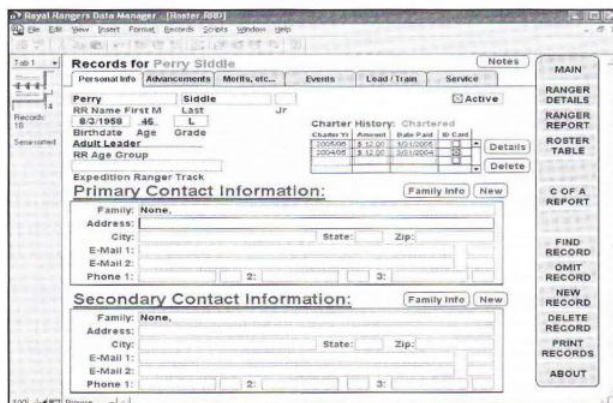 Royal Rangers Data Manager - [Roster.RBD]
File Edit View Insert Format Records Scripts Window Help
Tab 1
Records:
18
Records for Perry Siddle
Notes
Personal Info Advancements Merits, etc... Events Lead / Train Service
Perry Siddle
Active
RR Name First M Last Jr
8/3/1958 46 L
Birthdate Age Grade
Charter History: Chartered
Charter Yr Amount Date Paid ID Card
2005/06 $ 12.00
2004/05 $ 12.00
Details
Delete
Adult Leader
RR Age Group
Expedition Ranger Track
Primary Contact Information:
Family Info New
Family: None,
Address:
City: State: Zip:
E-Mail 1:
E-Mail 2:
Phone 1: 2: 3:
Secondary Contact Information:
Family Info New
Family: None,
Address:
City: State: Zip:
E-Mail 1:
E-Mail 2:
Phone 1: 2: 3:
MAIN
RANGER
DETAILS
RANGER
REPORT
ROSTER
TABLE
C OF A
REPORT
FIND
RECORD
OMIT
RECORD
NEW
RECORD
DELETE
RECORD
PRINT
RECORDS
ABOUT
100 Browse